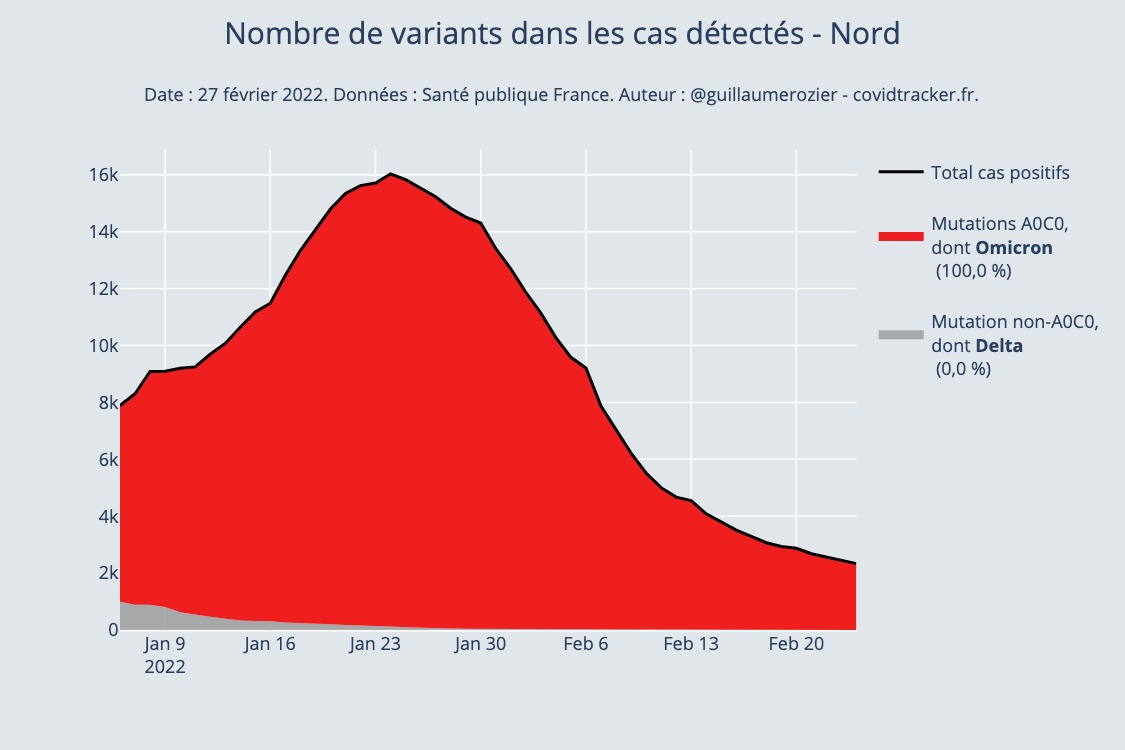 Nombre de variants dans les cas détectés - Nord
Date : 27 février 2022. Données : Santé publique France. Auteur : @guillaumerozier - covidtracker.fr.
16k
14k
12k
10k
8k
6k
4k
2k
0
Jan 9
2022
Jan 16
Jan 23
Jan 30
Feb 6
Feb 13
Feb 20
Total cas positifs
Mutations A0C0,
dont Omicron
(100,0 %)
Mutation non-A0C0,
dont Delta
(0,0 %)